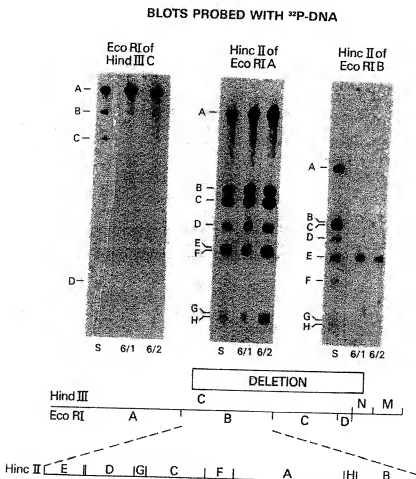 BLOTS PROBED WITH ³²P-DNA
Eco RI of
Hind III C
Hinc II of
Eco RI A
Hinc II of
Eco RI B
A
B
C
D
S 6/1 6/2
A
B
C
D
E
F
G
H
S 6/1 6/2
A
B
C
D
E
F
G
H
S 6/1 6/2
DELETION
Hind III C N M
Eco RI A B C D
Hinc II E D G C F A H B